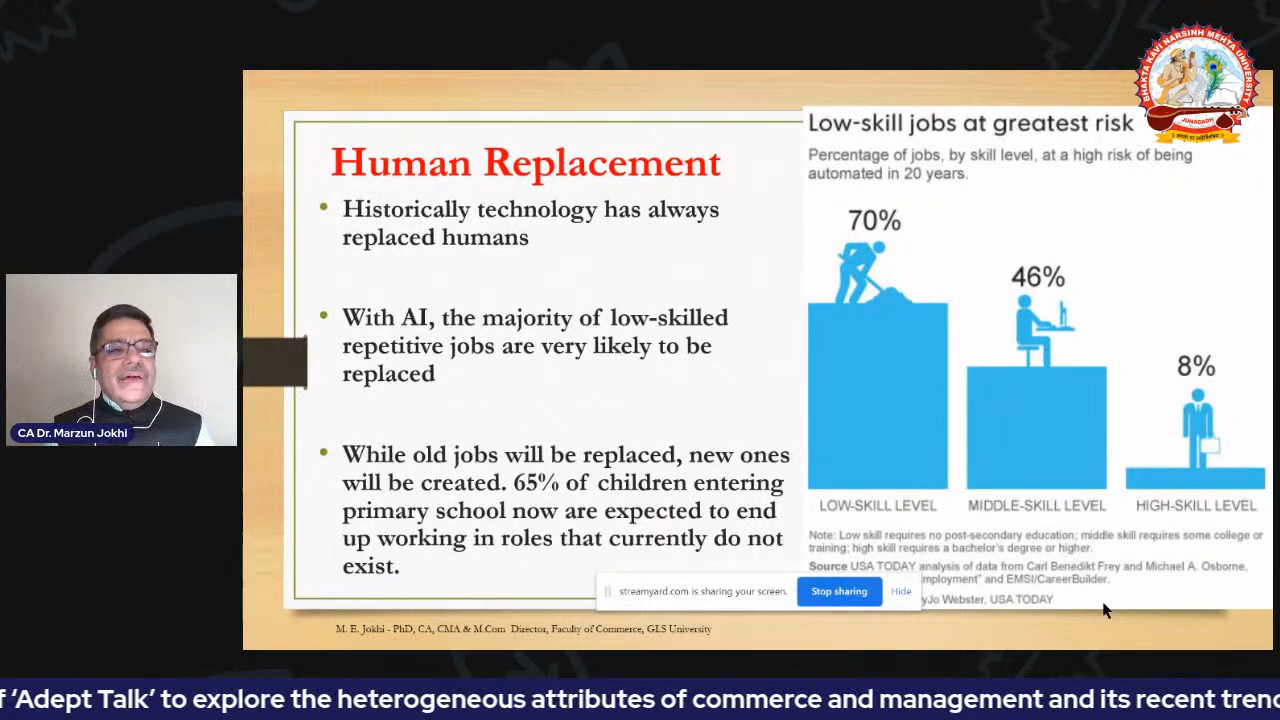 Human Replacement
Historically technology has always
replaced humans
With AI, the majority of low-skilled
repetitive jobs are very likely to be
replaced
While old jobs will be replaced, new ones
will be created. 65% of children entering
primary school now are expected to end
up working in roles that currently do not
exist.
M. E. Jokhi - PhD, CA, CMA & M.Com Director, Faculty of Commerce, GLS University
Low-skill jobs at greatest risk
Percentage of jobs, by skill level, at a high risk of being
automated in 20 years.
70%
46%
8%
LOW-SKILL LEVEL
MIDDLE-SKILL LEVEL
HIGH-SKILL LEVEL
Note: Low skill requires no post-secondary education; middle skill requires some college or
training; high skill requires a bachelor's degree or higher.
Source USA TODAY analysis of data from Carl Benedikt Frey and Michael A. Osborne,
mployment" and EMSI/CareerBuilder.
yJo Webster, USA TODAY
streamyard.com is sharing your screen.
Stop sharing
Hide
BHAKTA KAVI NARSINH MEHTA UNIVERSITY
JUNAGADH
CA Dr. Marzun Jokhi
f 'Adept Talk' to explore the heterogeneous attributes of commerce and management and its recent trend